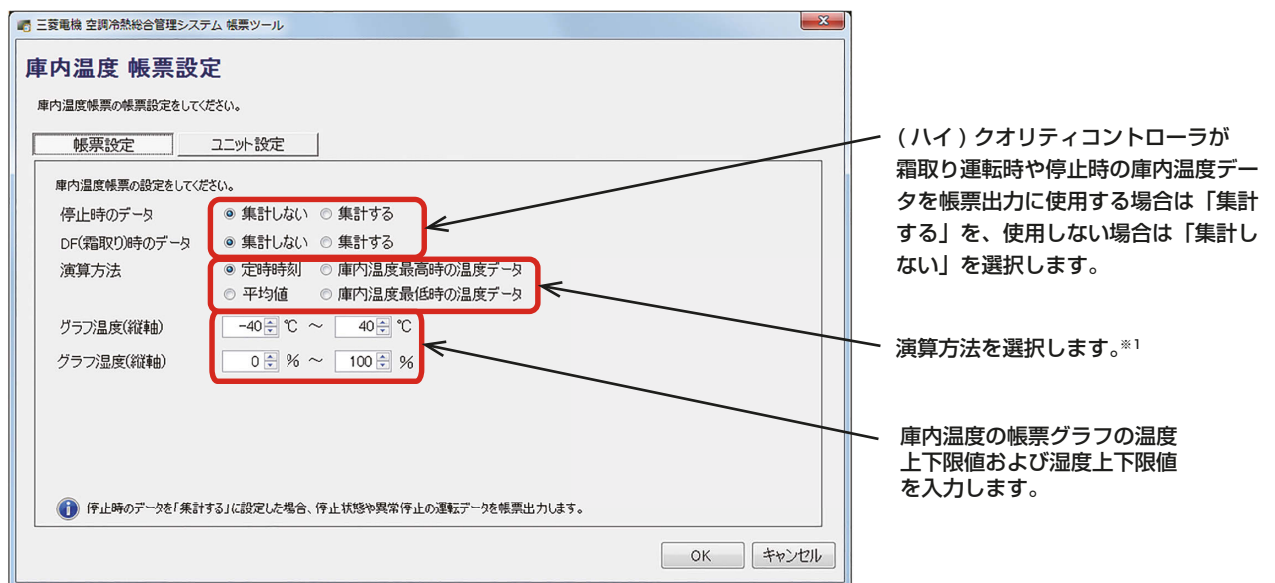 三菱電機 空調冷熱総合管理システム 帳票ツール
庫内温度 帳票設定
庫内温度帳票の帳票設定をしてください。
帳票設定 ユニット設定
庫内温度帳票の設定をしてください。
停止時のデータ 集計しない 集計する
DF(霜取り)時のデータ 集計しない 集計する
演算方法 定時時刻 庫内温度最高時の温度データ
平均値 庫内温度最低時の温度データ
グラフ温度(縦軸) -40 ℃ ～ 40 ℃
グラフ湿度(縦軸) 0 % ～ 100 %
停止時のデータを「集計する」に設定した場合、停止状態や異常停止の運転データを帳票出力します。
OK キャンセル
(ハイ)クオリティコントローラが
霜取り運転時や停止時の庫内温度デー
タを帳票出力に使用する場合は「集計
する」を、使用しない場合は「集計し
ない」を選択します。
演算方法を選択します。※1
庫内温度の帳票グラフの温度
上下限値および湿度上下限値
を入力します。